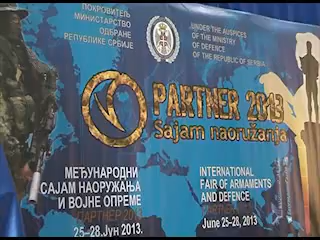 ПОКРОВИТЕЉ
МИНИСТАРСТВО
ОДБРАНЕ
РЕПУБЛИКЕ СРБИЈЕ
UNDER THE AUSPICES
OF THE MINISTRY
OF DEFENCE
OF THE REPUBLIC OF SERBIA
PARTNER 2013
Sajam naoružanja
МЕЂУНАРОДНИ
САЈАМ НАОРУЖАЊА
И ВОЈНЕ ОПРЕМЕ
ПАРТНЕР 2013
25–28. Јун 2013.
INTERNATIONAL
FAIR OF ARMAMENTS
AND DEFENCE
June 25-28, 2013